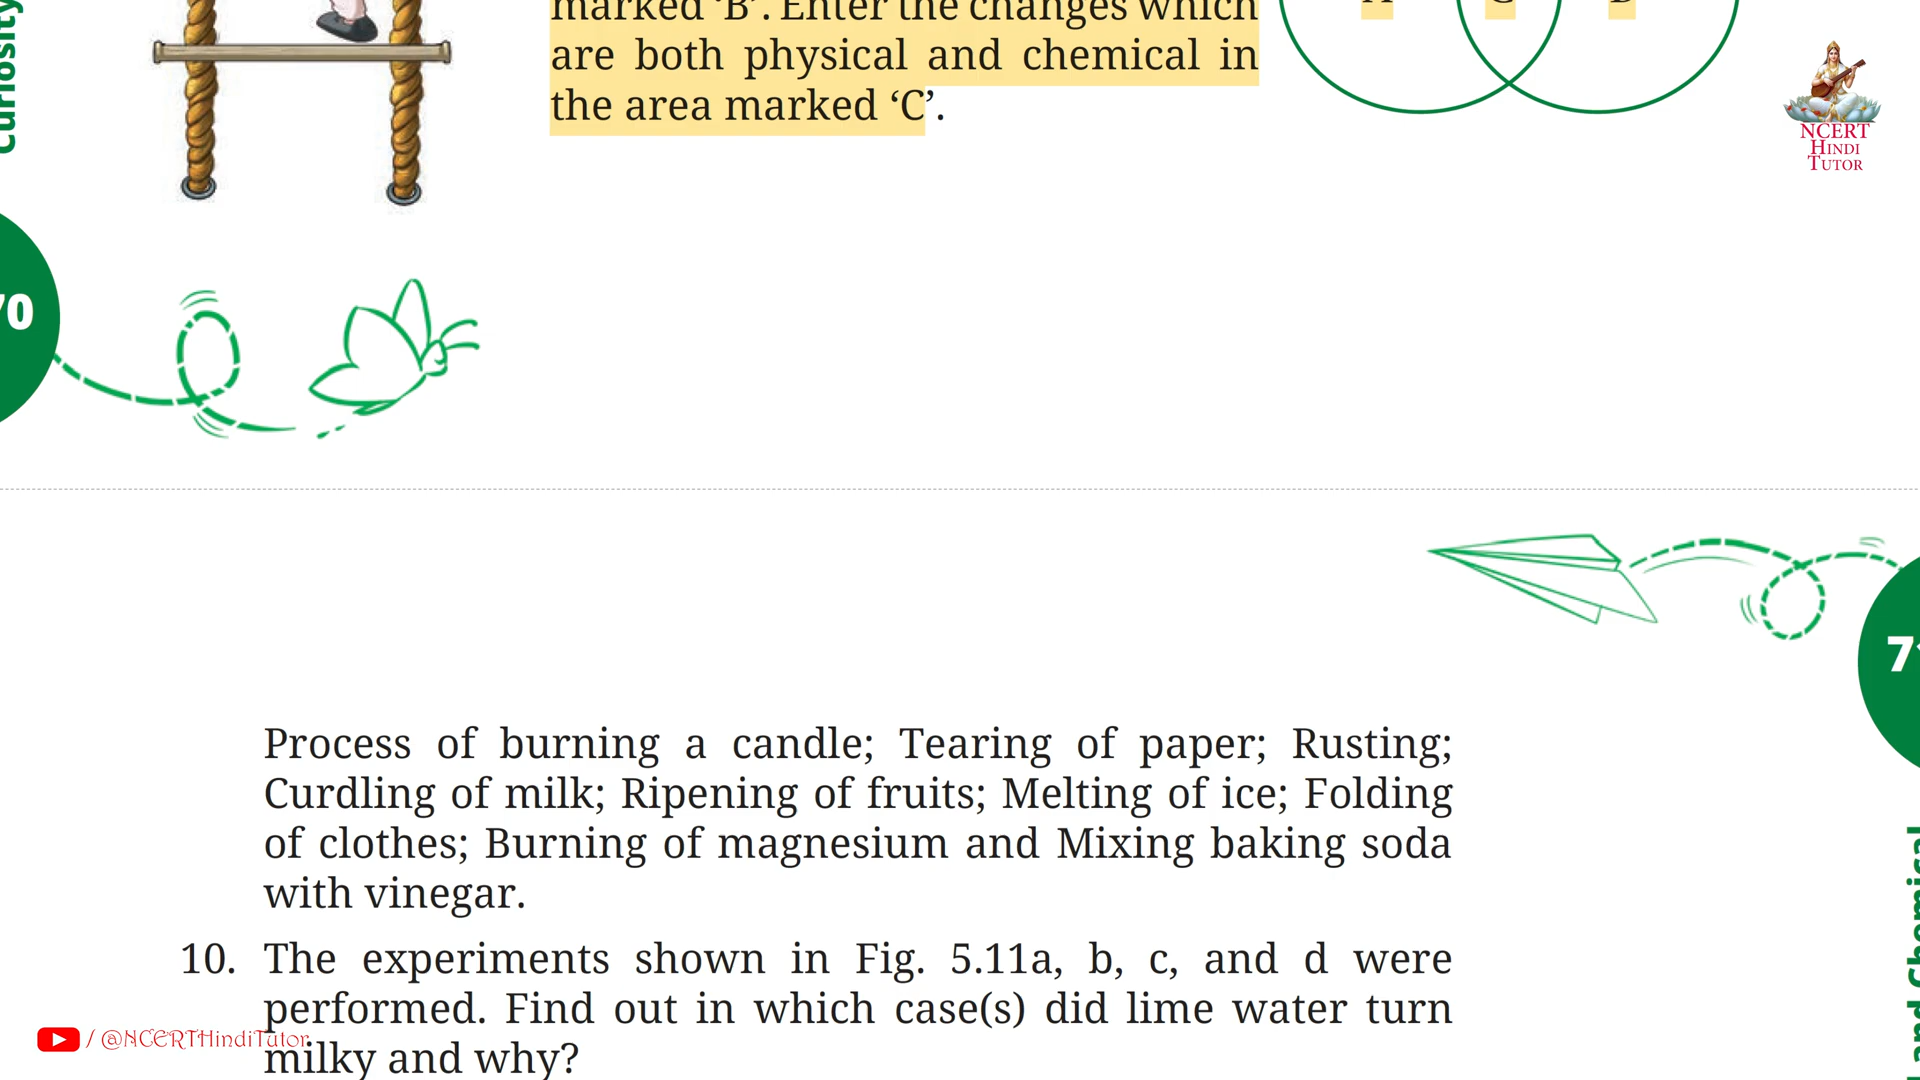 Curiosity
marked ‘B’. Enter the changes which
are both physical and chemical in
the area marked ‘C’.
A C B
NCERT
HINDI
TUTOR
70
7
Process of burning a candle; Tearing of paper; Rusting;
Curdling of milk; Ripening of fruits; Melting of ice; Folding
of clothes; Burning of magnesium and Mixing baking soda
with vinegar.
and Chemical
10. The experiments shown in Fig. 5.11a, b, c, and d were
performed. Find out in which case(s) did lime water turn
milky and why?
/ @NCERTHindiTutor